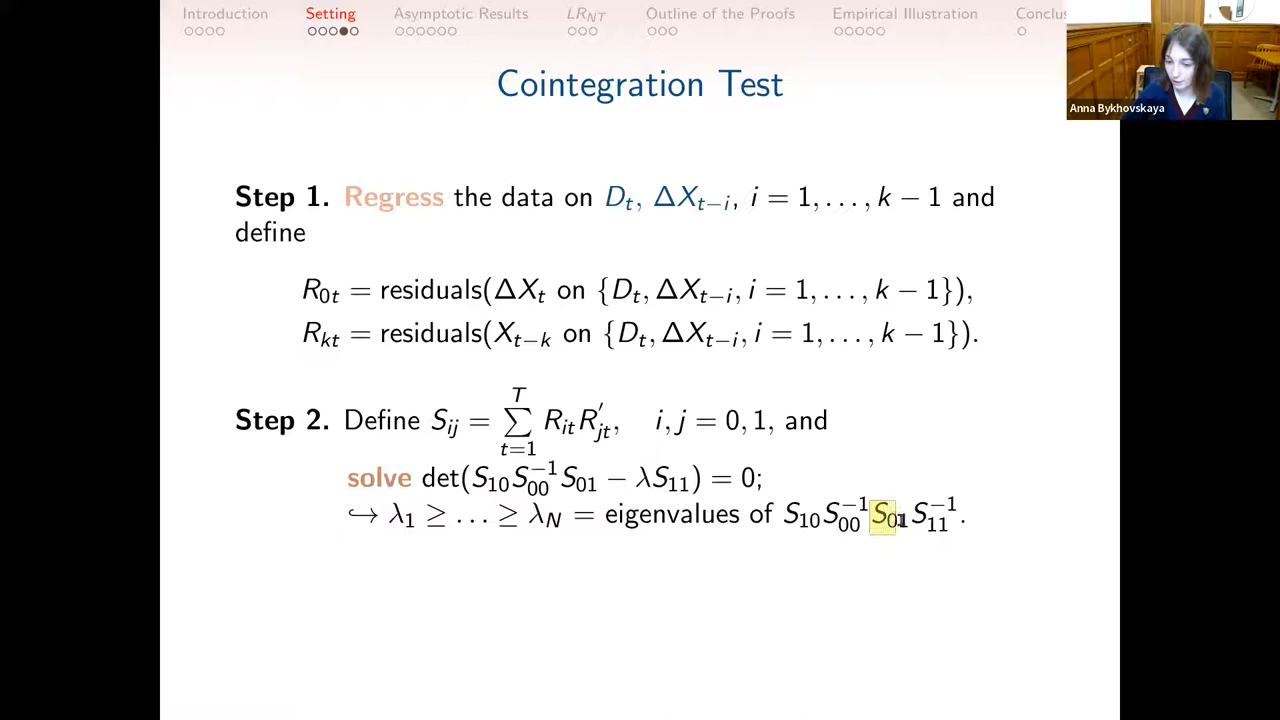 Introduction Setting Asymptotic Results LR_{NT} Outline of the Proofs Empirical Illustration Conclus
Anna Bykhovskaya
Cointegration Test
Step 1. Regress the data on D_t, ΔX_{t−i}, i = 1, . . . , k − 1 and
define
R_{0t} = residuals(ΔX_t on {D_t, ΔX_{t−i}, i = 1, . . . , k − 1}),
R_{kt} = residuals(X_{t−k} on {D_t, ΔX_{t−i}, i = 1, . . . , k − 1}).
Step 2. Define S_{ij} = \sum_{t=1}^{T} R_{it}R'_{jt}, i, j = 0, 1, and
solve det(S_{10}S_{00}^{−1}S_{01} − λS_{11}) = 0;
↪ λ_1 ≥ . . . ≥ λ_N = eigenvalues of S_{10}S_{00}^{−1}S_{01}S_{11}^{−1}.